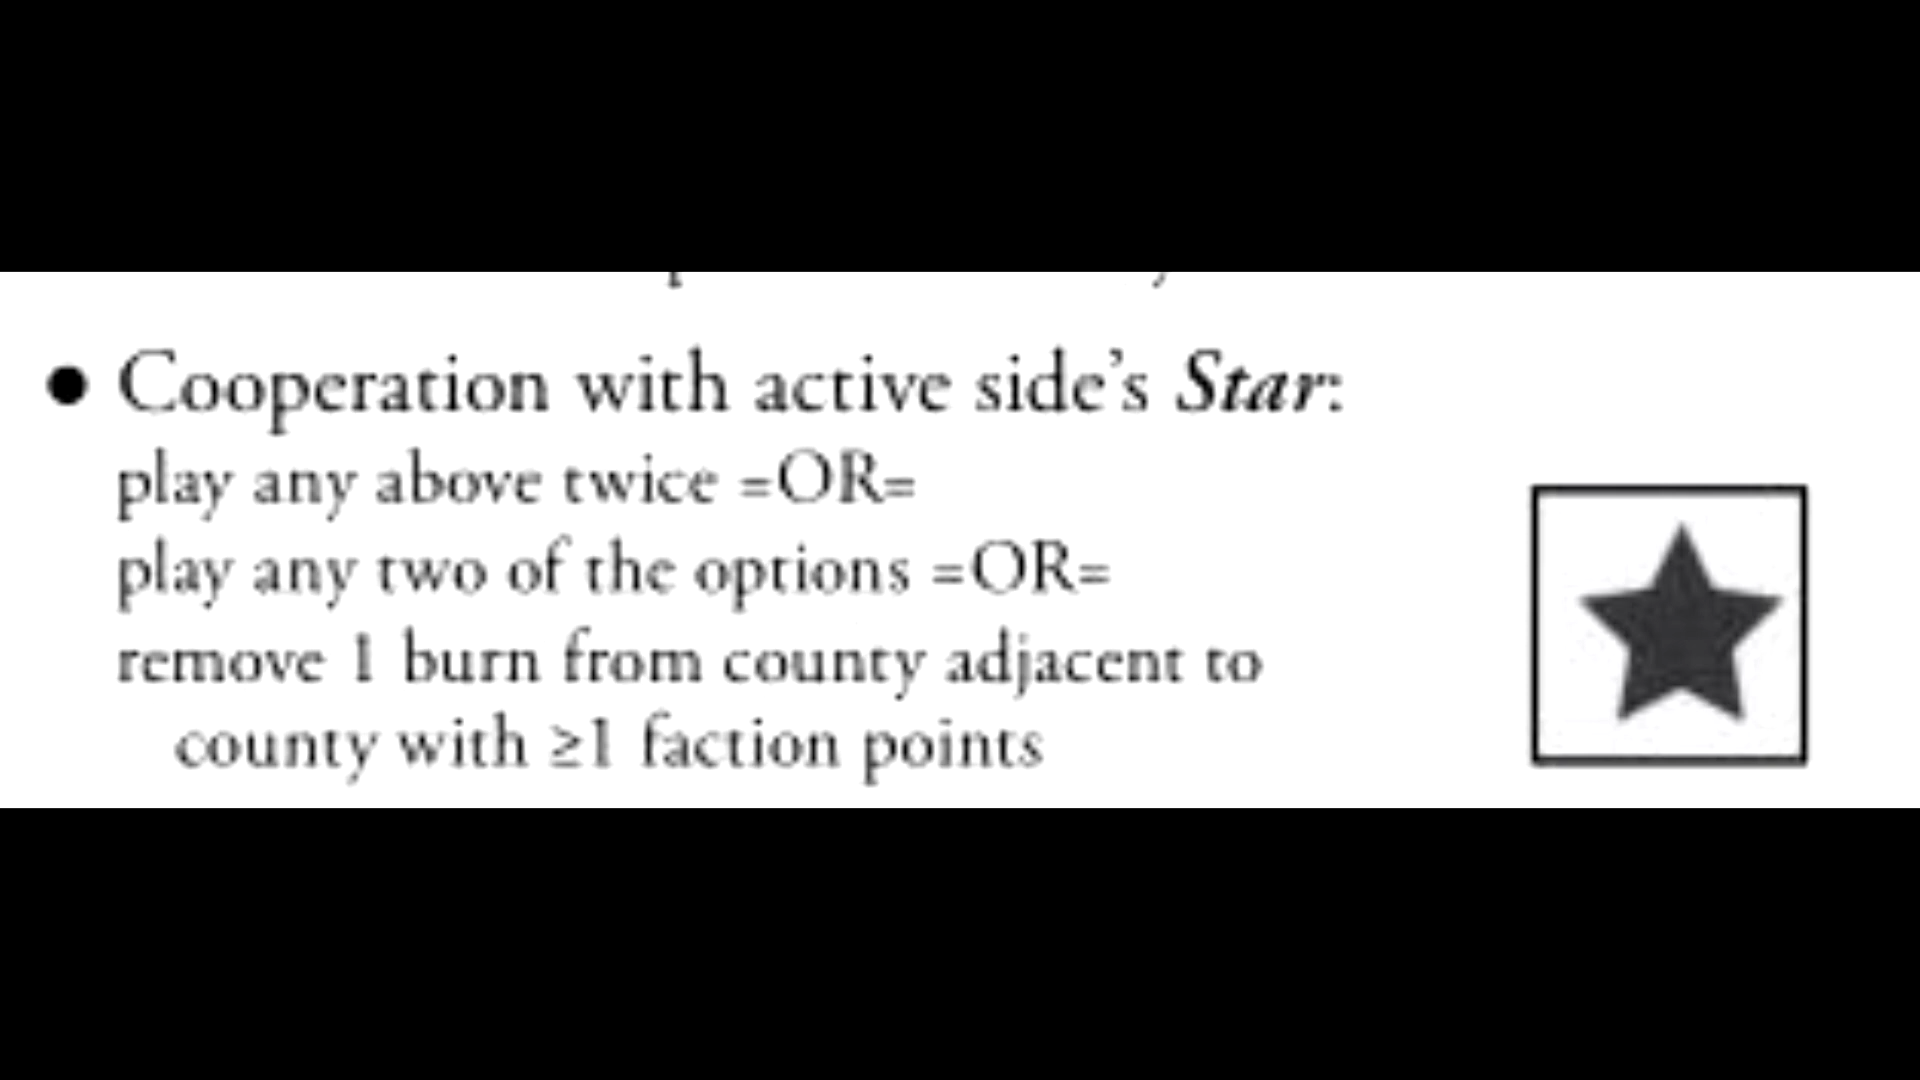 ● Cooperation with active side's Star:
play any above twice =OR=
play any two of the options =OR=
remove 1 burn from county adjacent to
county with ≥1 faction points